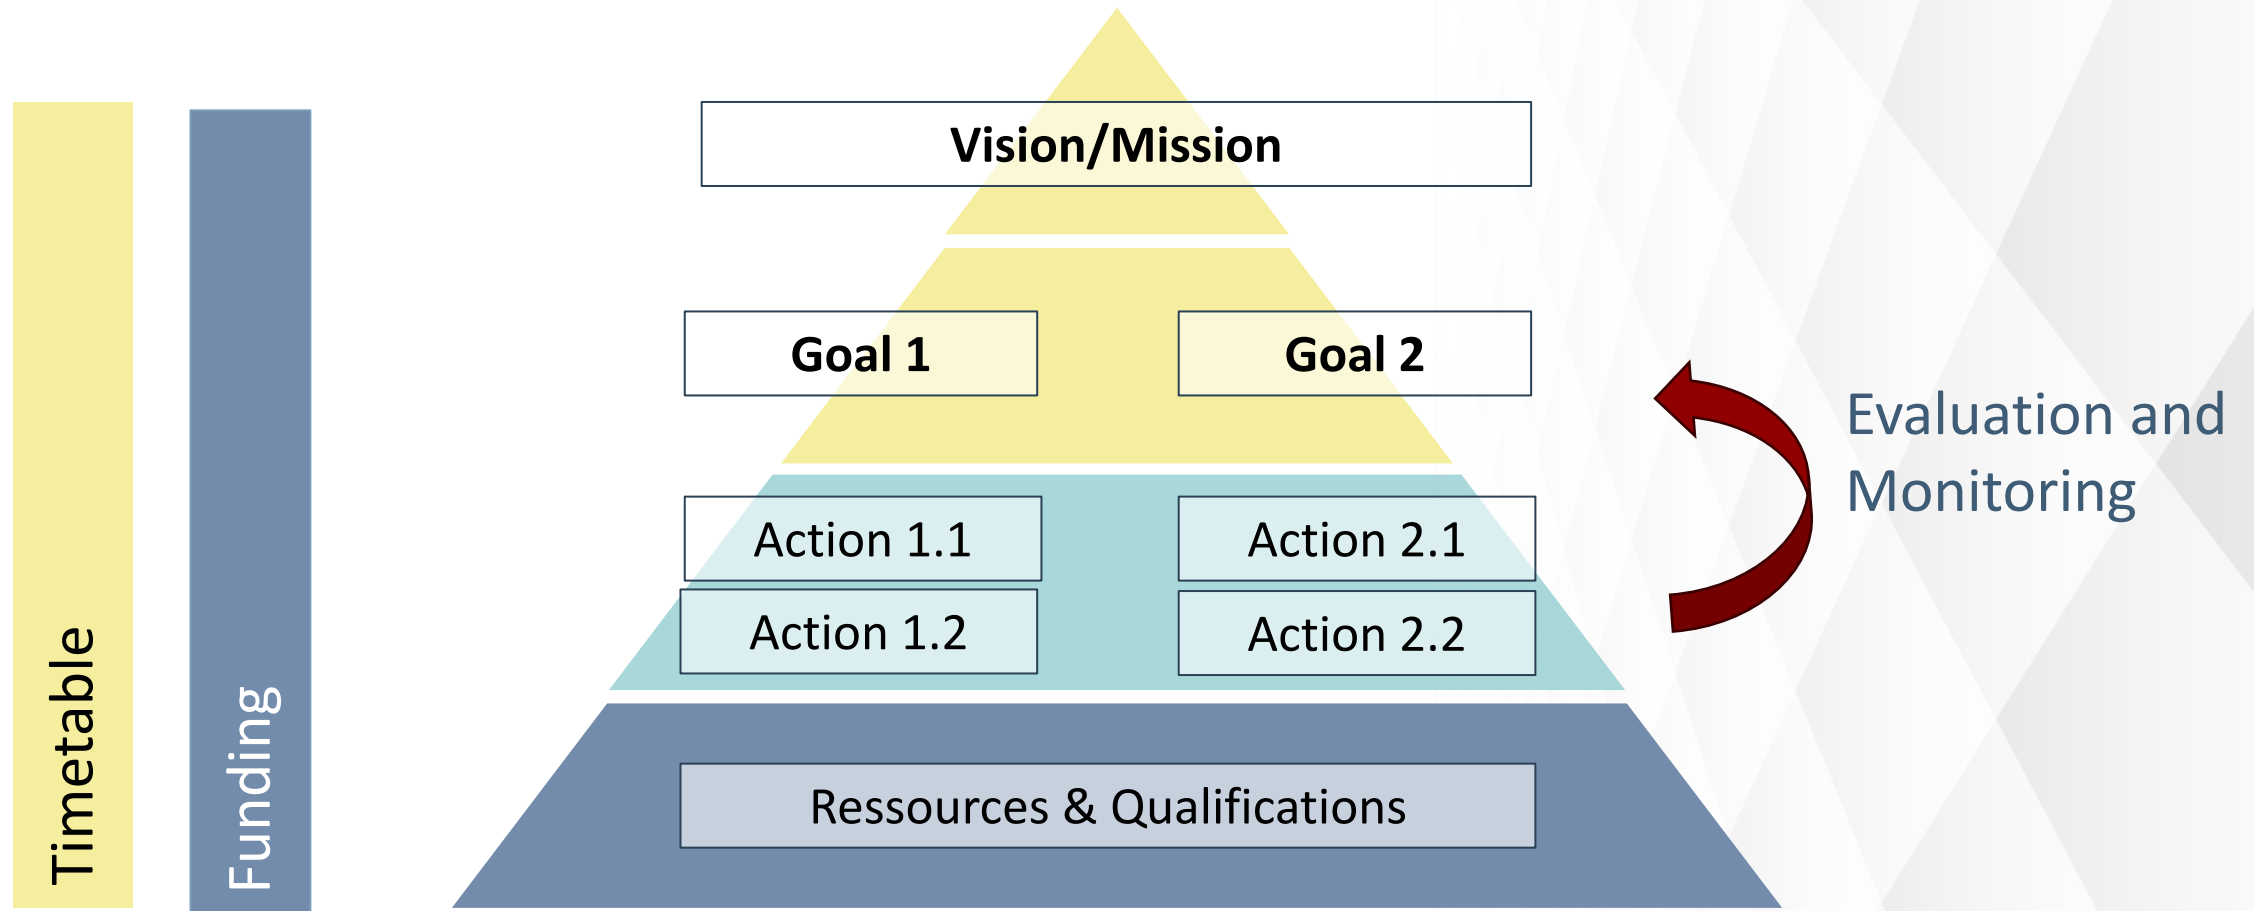 Timetable
Funding
Vision/Mission
Goal 1
Goal 2
Action 1.1
Action 2.1
Action 1.2
Action 2.2
Ressources & Qualifications
Evaluation and
Monitoring